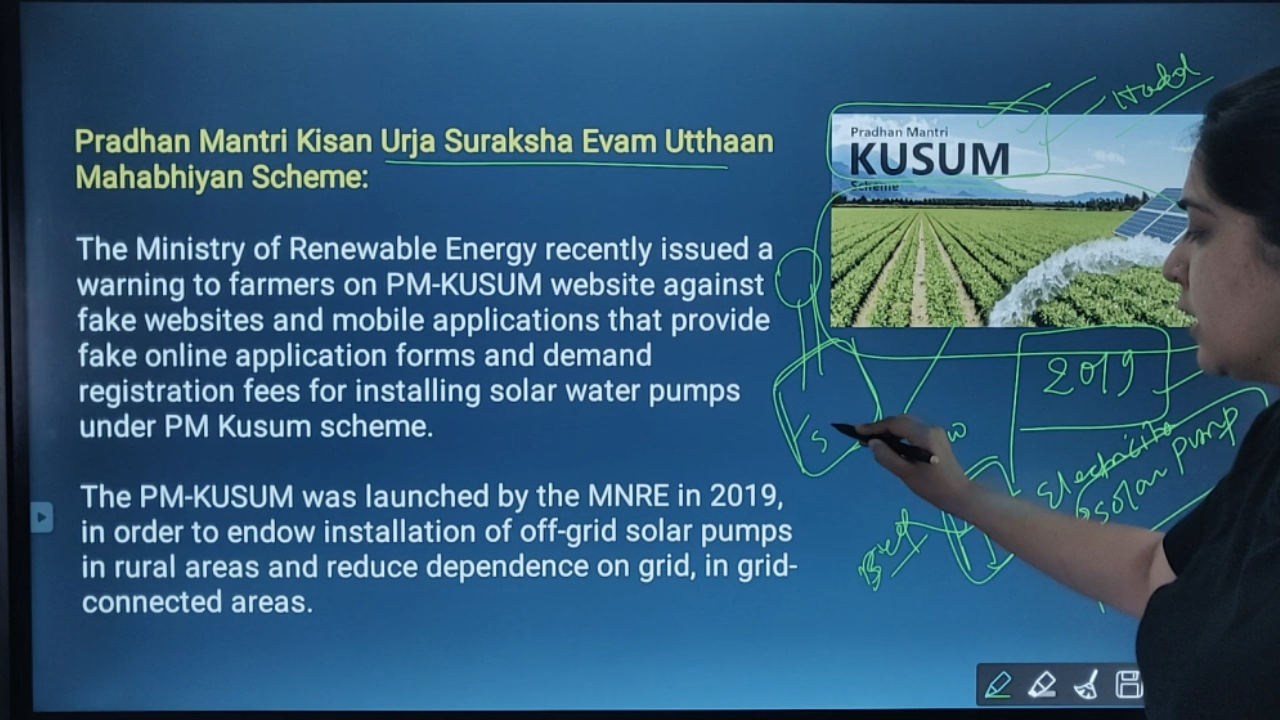 Pradhan Mantri Kisan Urja Suraksha Evam Utthaan
Mahabhiyan Scheme:
The Ministry of Renewable Energy recently issued a
warning to farmers on PM-KUSUM website against
fake websites and mobile applications that provide
fake online application forms and demand
registration fees for installing solar water pumps
under PM Kusum scheme.
The PM-KUSUM was launched by the MNRE in 2019,
in order to endow installation of off-grid solar pumps
in rural areas and reduce dependence on grid, in grid-
connected areas.
Pradhan Mantri
KUSUM
Scheme
2019
Electricity
solar pump